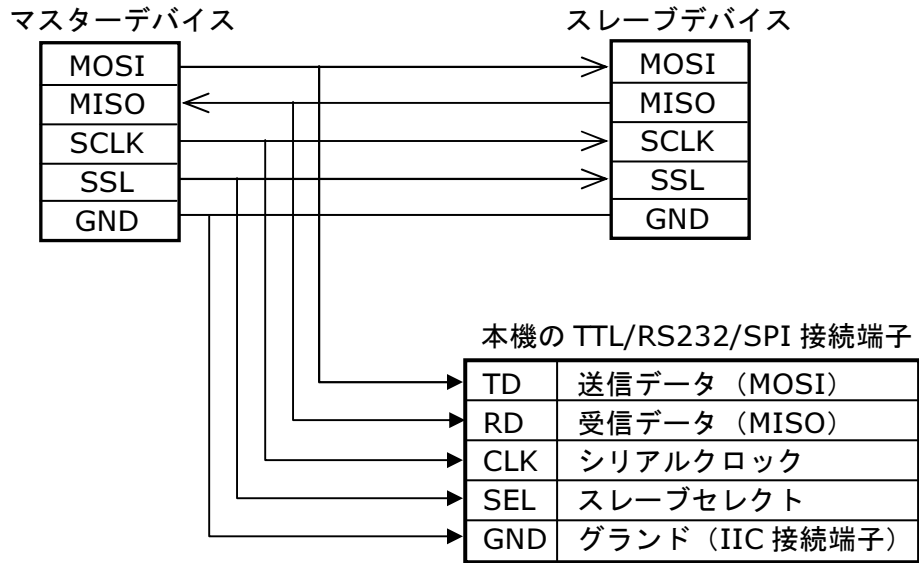 マスターデバイス
スレーブデバイス
MOSI
MISO
SCLK
SSL
GND
MOSI
MISO
SCLK
SSL
GND
本機の TTL/RS232/SPI 接続端子
TD 送信データ（MOSI）
RD 受信データ（MISO）
CLK シリアルクロック
SEL スレーブセレクト
GND グランド（IIC 接続端子）